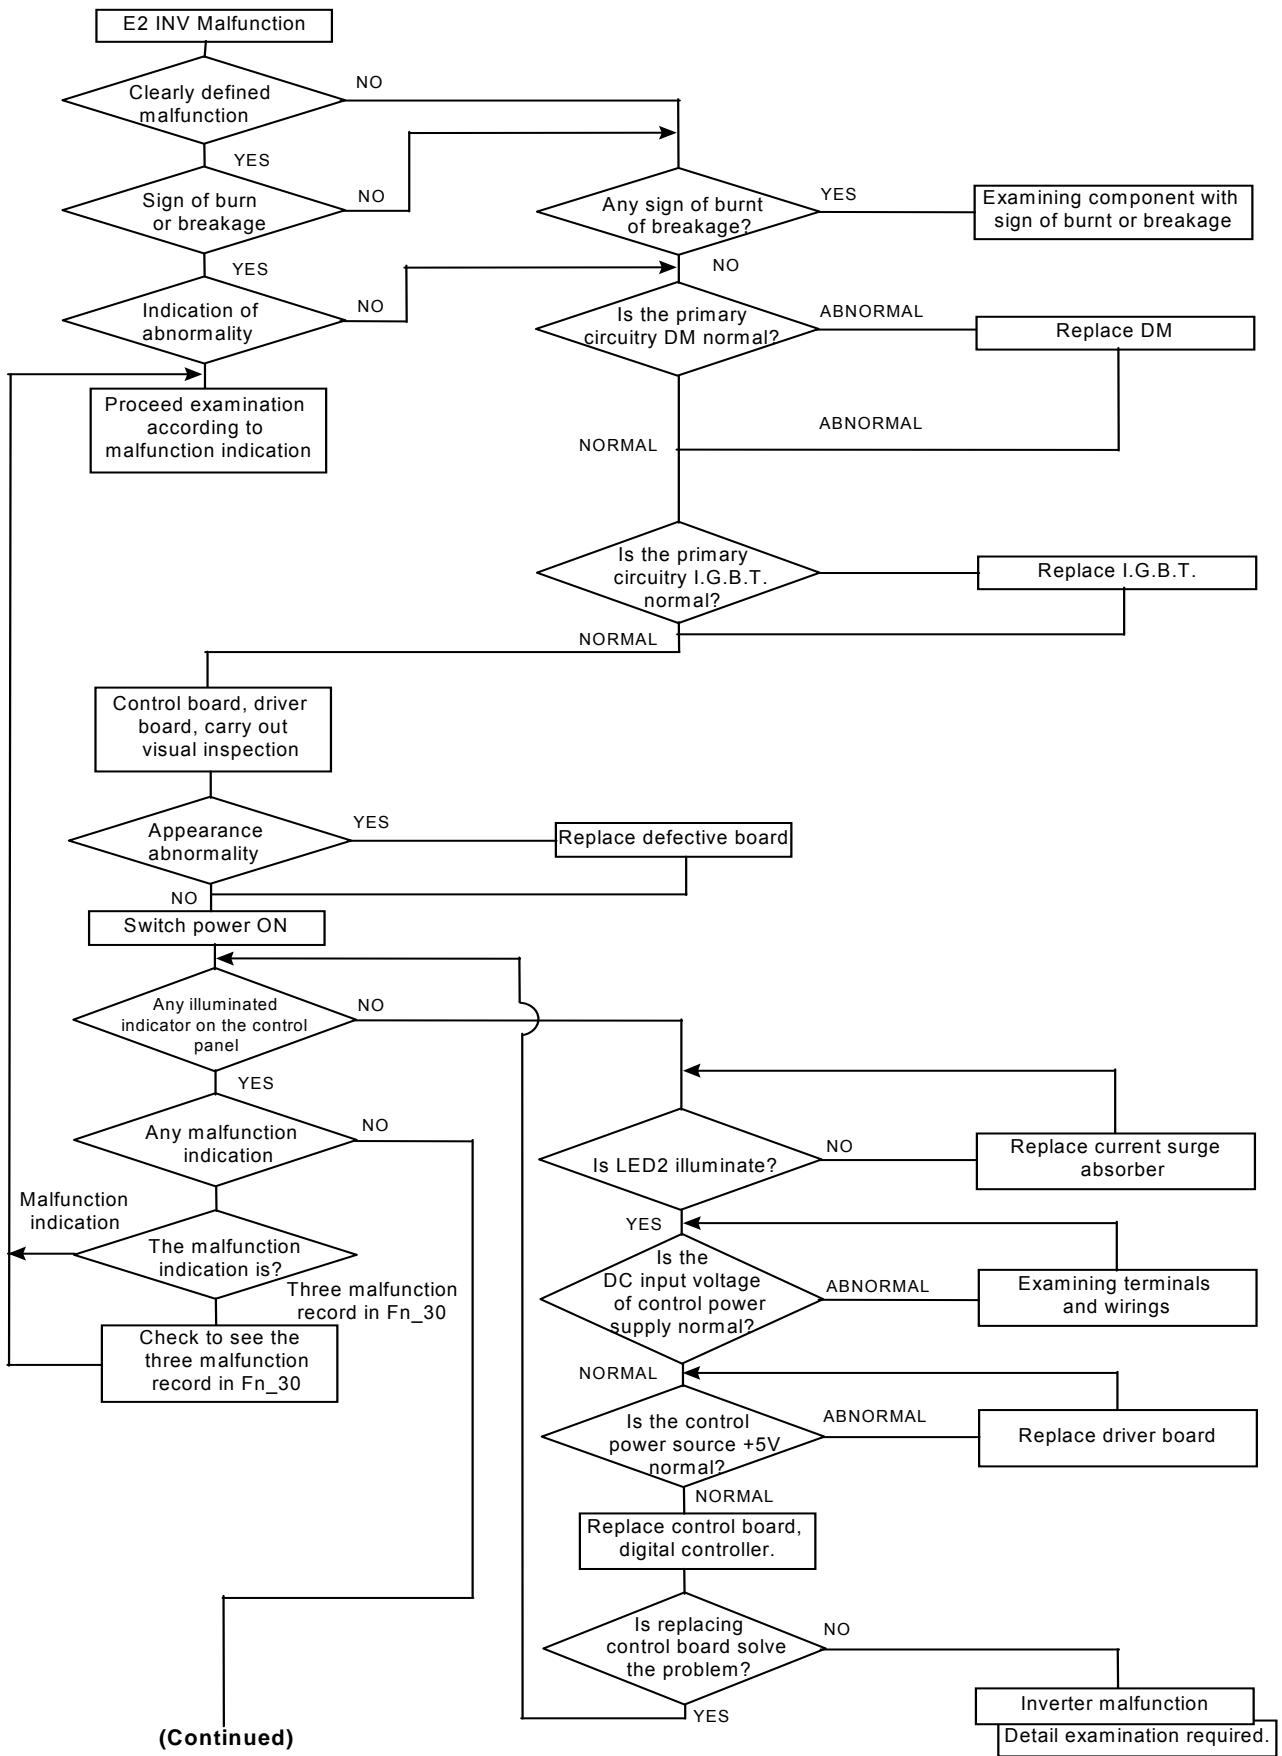 E2 INV Malfunction
Clearly defined
malfunction
NO
YES
Sign of burn
or breakage
NO
YES
Indication of
abnormality
NO
Proceed examination
according to
malfunction indication
Any sign of burnt
of breakage?
YES
Examining component with
sign of burnt or breakage
NO
Is the primary
circuitry DM normal?
ABNORMAL
Replace DM
ABNORMAL
NORMAL
Is the primary
circuitry I.G.B.T.
normal?
Replace I.G.B.T.
NORMAL
Control board, driver
board, carry out
visual inspection
Appearance
abnormality
YES
Replace defective board
NO
Switch power ON
Any illuminated
indicator on the control
panel
NO
YES
Any malfunction
indication
NO
Malfunction
indication
The malfunction
indication is?
Three malfunction
record in Fn_30
Check to see the
three malfunction
record in Fn_30
Is LED2 illuminate?
NO
Replace current surge
absorber
YES
Is the
DC input voltage
of control power
supply normal?
ABNORMAL
Examining terminals
and wirings
NORMAL
Is the control
power source +5V
normal?
ABNORMAL
Replace driver board
NORMAL
Replace control board,
digital controller.
Is replacing
control board solve
the problem?
NO
YES
Inverter malfunction
Detail examination required.
(Continued)